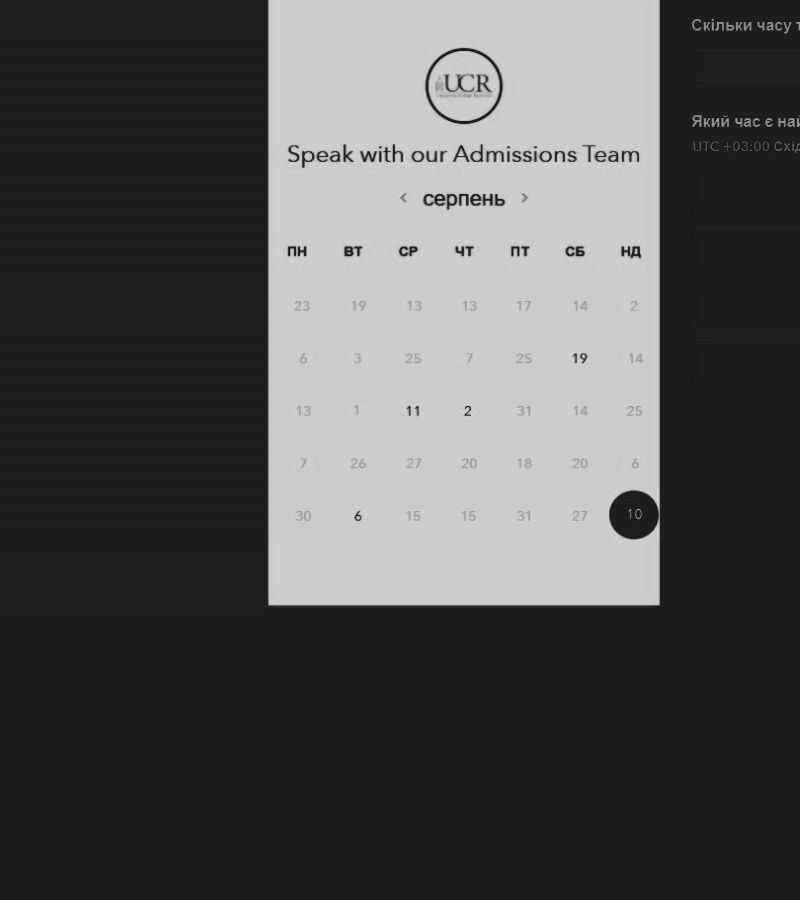 UCR
Speak with our Admissions Team
< серпень >
ПН ВТ СР ЧТ ПТ СБ НД
23 19 13 13 17 14 2
6 3 25 7 25 19 14
13 1 11 2 31 14 25
7 26 27 20 18 20 6
30 6 15 15 31 27 10
Скільки часу
Який час є
UTC +03:00